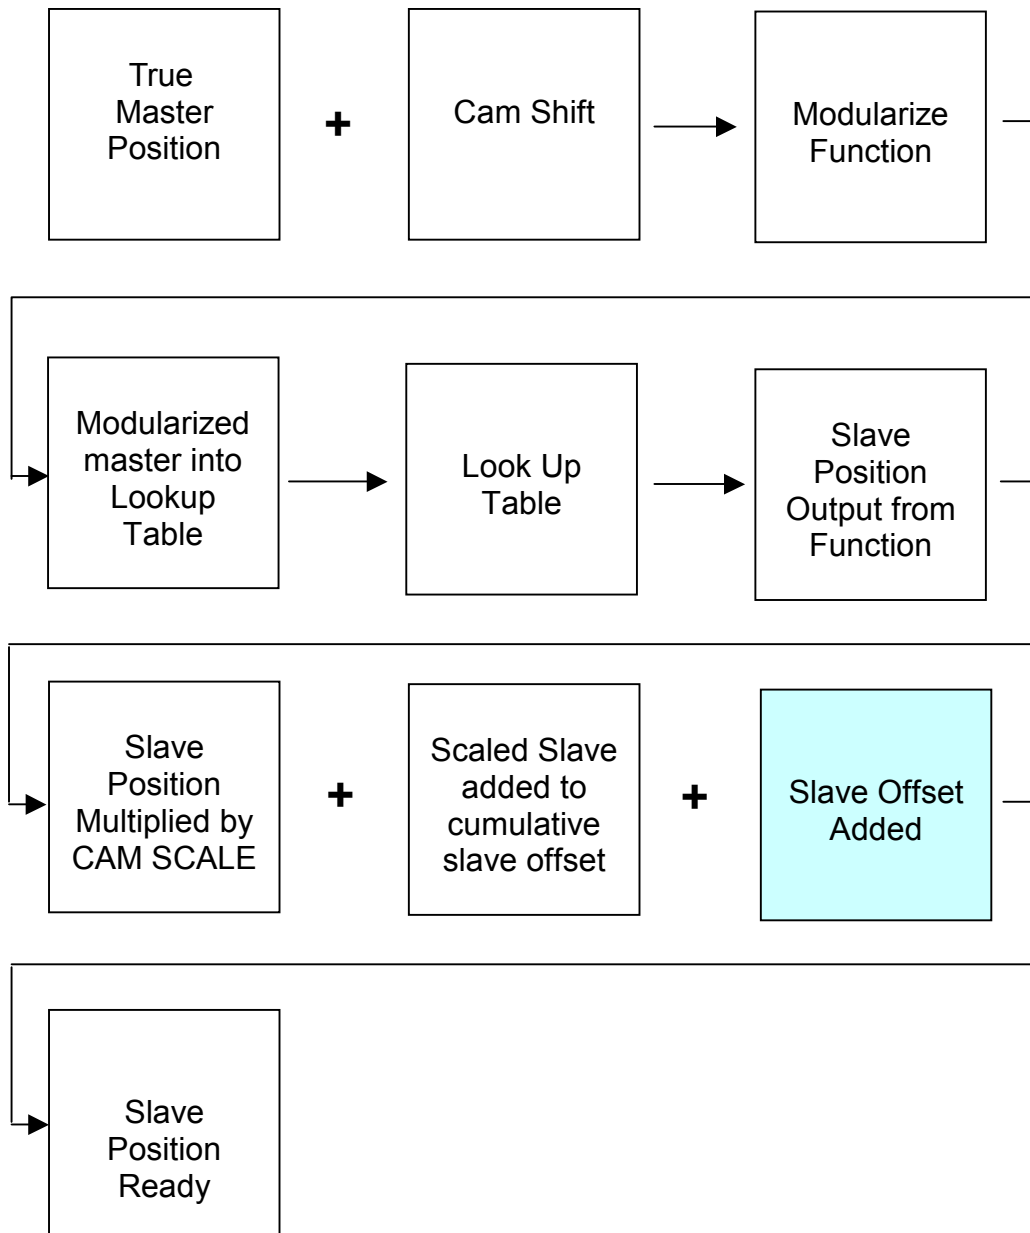 True
Master
Position
+
Cam Shift
Modularize
Function
Modularized
master into
Lookup
Table
Look Up
Table
Slave
Position
Output from
Function
Slave
Position
Multiplied by
CAM SCALE
+
Scaled Slave
added to
cumulative
slave offset
+
Slave Offset
Added
Slave
Position
Ready